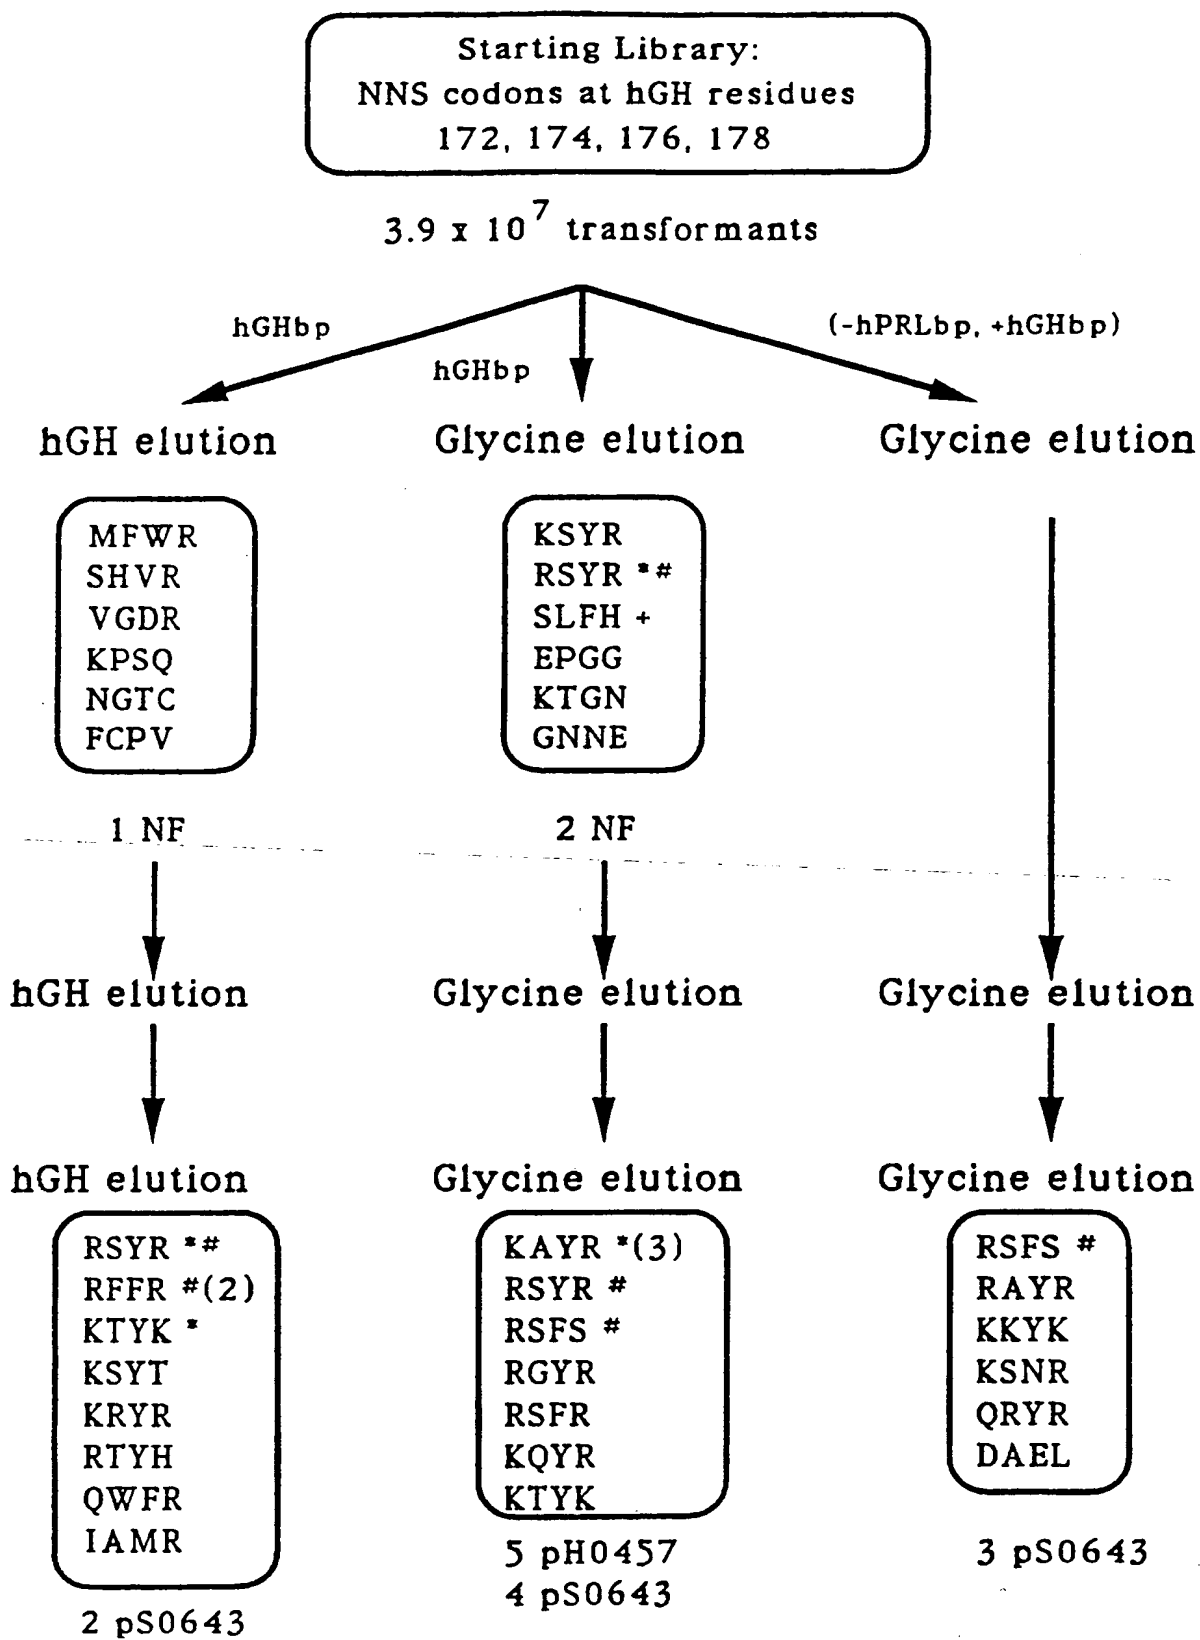 Starting Library:
NNS codons at hGH residues
172, 174, 176, 178
3.9 x 10^7 transformants
hGHbp
hGHbp
(-hPRLbp, +hGHbp)
hGH elution
Glycine elution
Glycine elution
MFWR
SHVR
VGDR
KPSQ
NGTC
FCPV
1 NF
KSYR
RSYR *#
SLFH +
EPGG
KTGN
GNNE
2 NF
hGH elution
Glycine elution
Glycine elution
hGH elution
Glycine elution
Glycine elution
RSYR *#
RFFR #(2)
KTYK *
KSYT
KRYR
RTYH
QWFR
IAMR
2 pS0643
KAYR *(3)
RSYR #
RSFS #
RGYR
RSFR
KQYR
KTYK
5 pH0457
4 pS0643
RSFS #
RAYR
KKYK
KSNR
QRYR
DAEL
3 pS0643